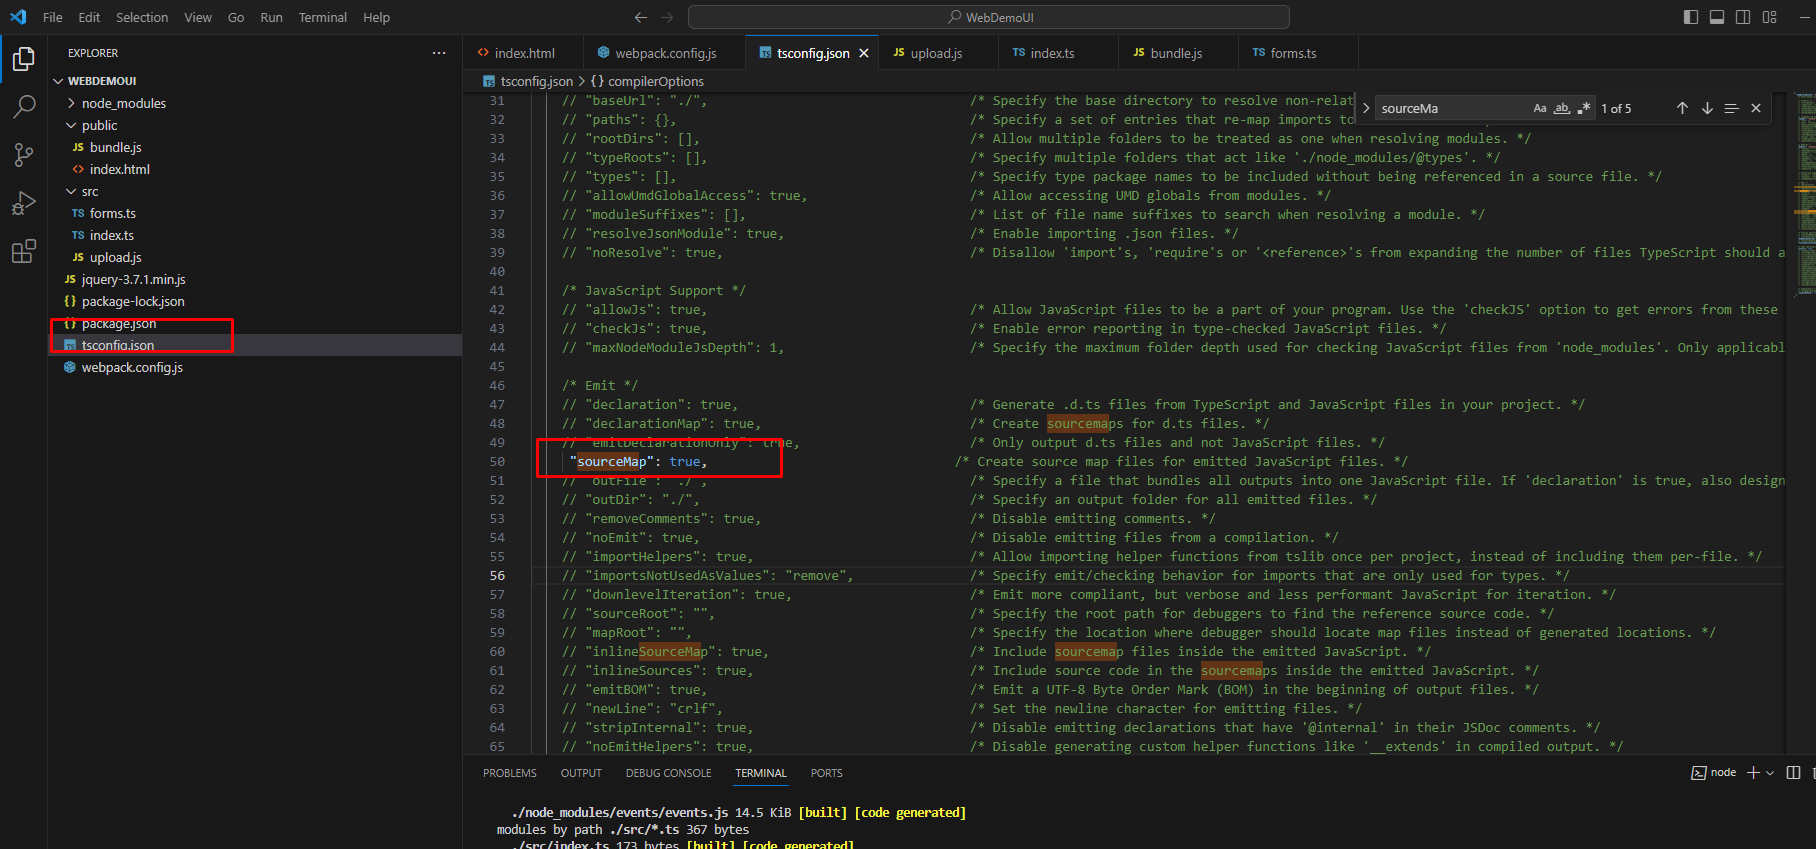 File Edit Selection View Go Run Terminal Help
WebDemoUI
EXPLORER
WEBDEMOUI
node_modules
public
JS bundle.js
<> index.html
src
TS forms.ts
TS index.ts
JS upload.js
JS jquery-3.7.1.min.js
{} package-lock.json
{} package.json
TS tsconfig.json
webpack.config.js
<> index.html webpack.config.js TS tsconfig.json JS upload.js TS index.ts JS bundle.js TS forms.ts
TS tsconfig.json > {} compilerOptions
sourceMa Aa ab 1 of 5
31 // "baseUrl": "./", /* Specify the base directory to resolve non-relat
32 // "paths": {}, /* Specify a set of entries that re-map imports to
33 // "rootDirs": [], /* Allow multiple folders to be treated as one when resolving modules. */
34 // "typeRoots": [], /* Specify multiple folders that act like './node_modules/@types'. */
35 // "types": [], /* Specify type package names to be included without being referenced in a source file. */
36 // "allowUmdGlobalAccess": true, /* Allow accessing UMD globals from modules. */
37 // "moduleSuffixes": [], /* List of file name suffixes to search when resolving a module. */
38 // "resolveJsonModule": true, /* Enable importing .json files. */
39 // "noResolve": true, /* Disallow 'import's, 'require's or '<reference>'s from expanding the number of files TypeScript should a
40
41 /* JavaScript Support */
42 // "allowJs": true, /* Allow JavaScript files to be a part of your program. Use the 'checkJS' option to get errors from these
43 // "checkJs": true, /* Enable error reporting in type-checked JavaScript files. */
44 // "maxNodeModuleJsDepth": 1, /* Specify the maximum folder depth used for checking JavaScript files from 'node_modules'. Only applicabl
45
46 /* Emit */
47 // "declaration": true, /* Generate .d.ts files from TypeScript and JavaScript files in your project. */
48 // "declarationMap": true, /* Create sourcemaps for d.ts files. */
49 // "emitDeclarationOnly": true, /* Only output d.ts files and not JavaScript files. */
50 "sourceMap": true, /* Create source map files for emitted JavaScript files. */
51 // "outFile": "./", /* Specify a file that bundles all outputs into one JavaScript file. If 'declaration' is true, also design
52 // "outDir": "./", /* Specify an output folder for all emitted files. */
53 // "removeComments": true, /* Disable emitting comments. */
54 // "noEmit": true, /* Disable emitting files from a compilation. */
55 // "importHelpers": true, /* Allow importing helper functions from tslib once per project, instead of including them per-file. */
56 // "importsNotUsedAsValues": "remove", /* Specify emit/checking behavior for imports that are only used for types. */
57 // "downlevelIteration": true, /* Emit more compliant, but verbose and less performant JavaScript for iteration. */
58 // "sourceRoot": "", /* Specify the root path for debuggers to find the reference source code. */
59 // "mapRoot": "", /* Specify the location where debugger should locate map files instead of generated locations. */
60 // "inlineSourceMap": true, /* Include sourcemap files inside the emitted JavaScript. */
61 // "inlineSources": true, /* Include source code in the sourcemaps inside the emitted JavaScript. */
62 // "emitBOM": true, /* Emit a UTF-8 Byte Order Mark (BOM) in the beginning of output files. */
63 // "newLine": "crlf", /* Set the newline character for emitting files. */
64 // "stripInternal": true, /* Disable emitting declarations that have '@internal' in their JSDoc comments. */
65 // "noEmitHelpers": true, /* Disable generating custom helper functions like '__extends' in compiled output. */
PROBLEMS OUTPUT DEBUG CONSOLE TERMINAL PORTS node
./node_modules/events/events.js 14.5 KiB [built] [code generated]
modules by path ./src/*.ts 367 bytes
./src/index.ts 173 bytes [built] [code generated]